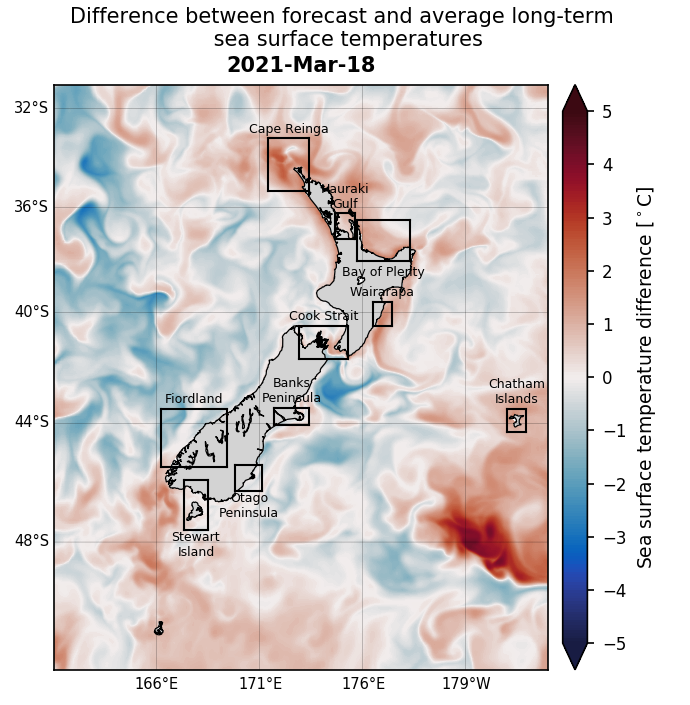 Difference between forecast and average long-term
sea surface temperatures
2021-Mar-18
32°S
36°S
40°S
44°S
48°S
166°E
171°E
176°E
179°W
Cape Reinga
Hauraki
Gulf
Bay of Plenty
Wairarapa
Cook Strait
Banks
Peninsula
Chatham
Islands
Fiordland
Otago
Peninsula
Stewart
Island
5
4
3
2
1
0
−1
−2
−3
−4
−5
Sea surface temperature difference [°C]